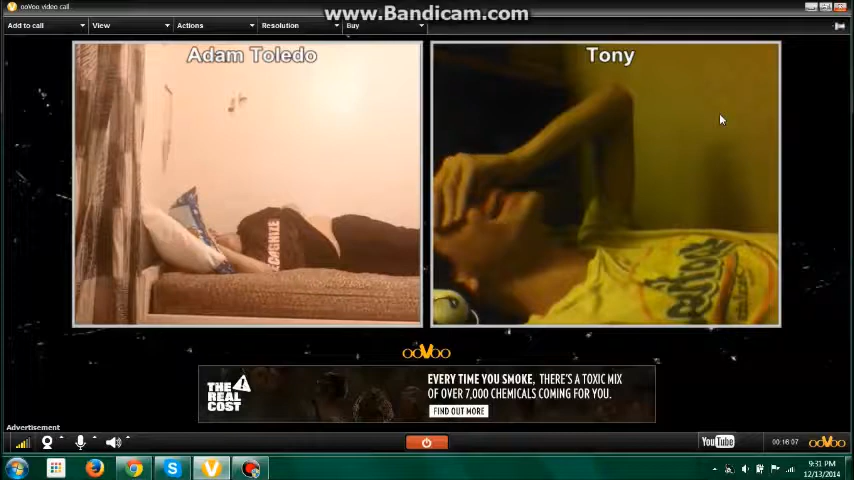 www.Bandicam.com
ooVoo video call
Add to call
View
Actions
Resolution
Buy
Adam Toledo
Tony
ooVoo
THE REAL COST
EVERY TIME YOU SMOKE, THERE'S A TOXIC MIX
OF OVER 7,000 CHEMICALS COMING FOR YOU.
FIND OUT MORE
Advertisement
YouTube
00:16:07
ooVoo
9:31 PM
12/13/2014